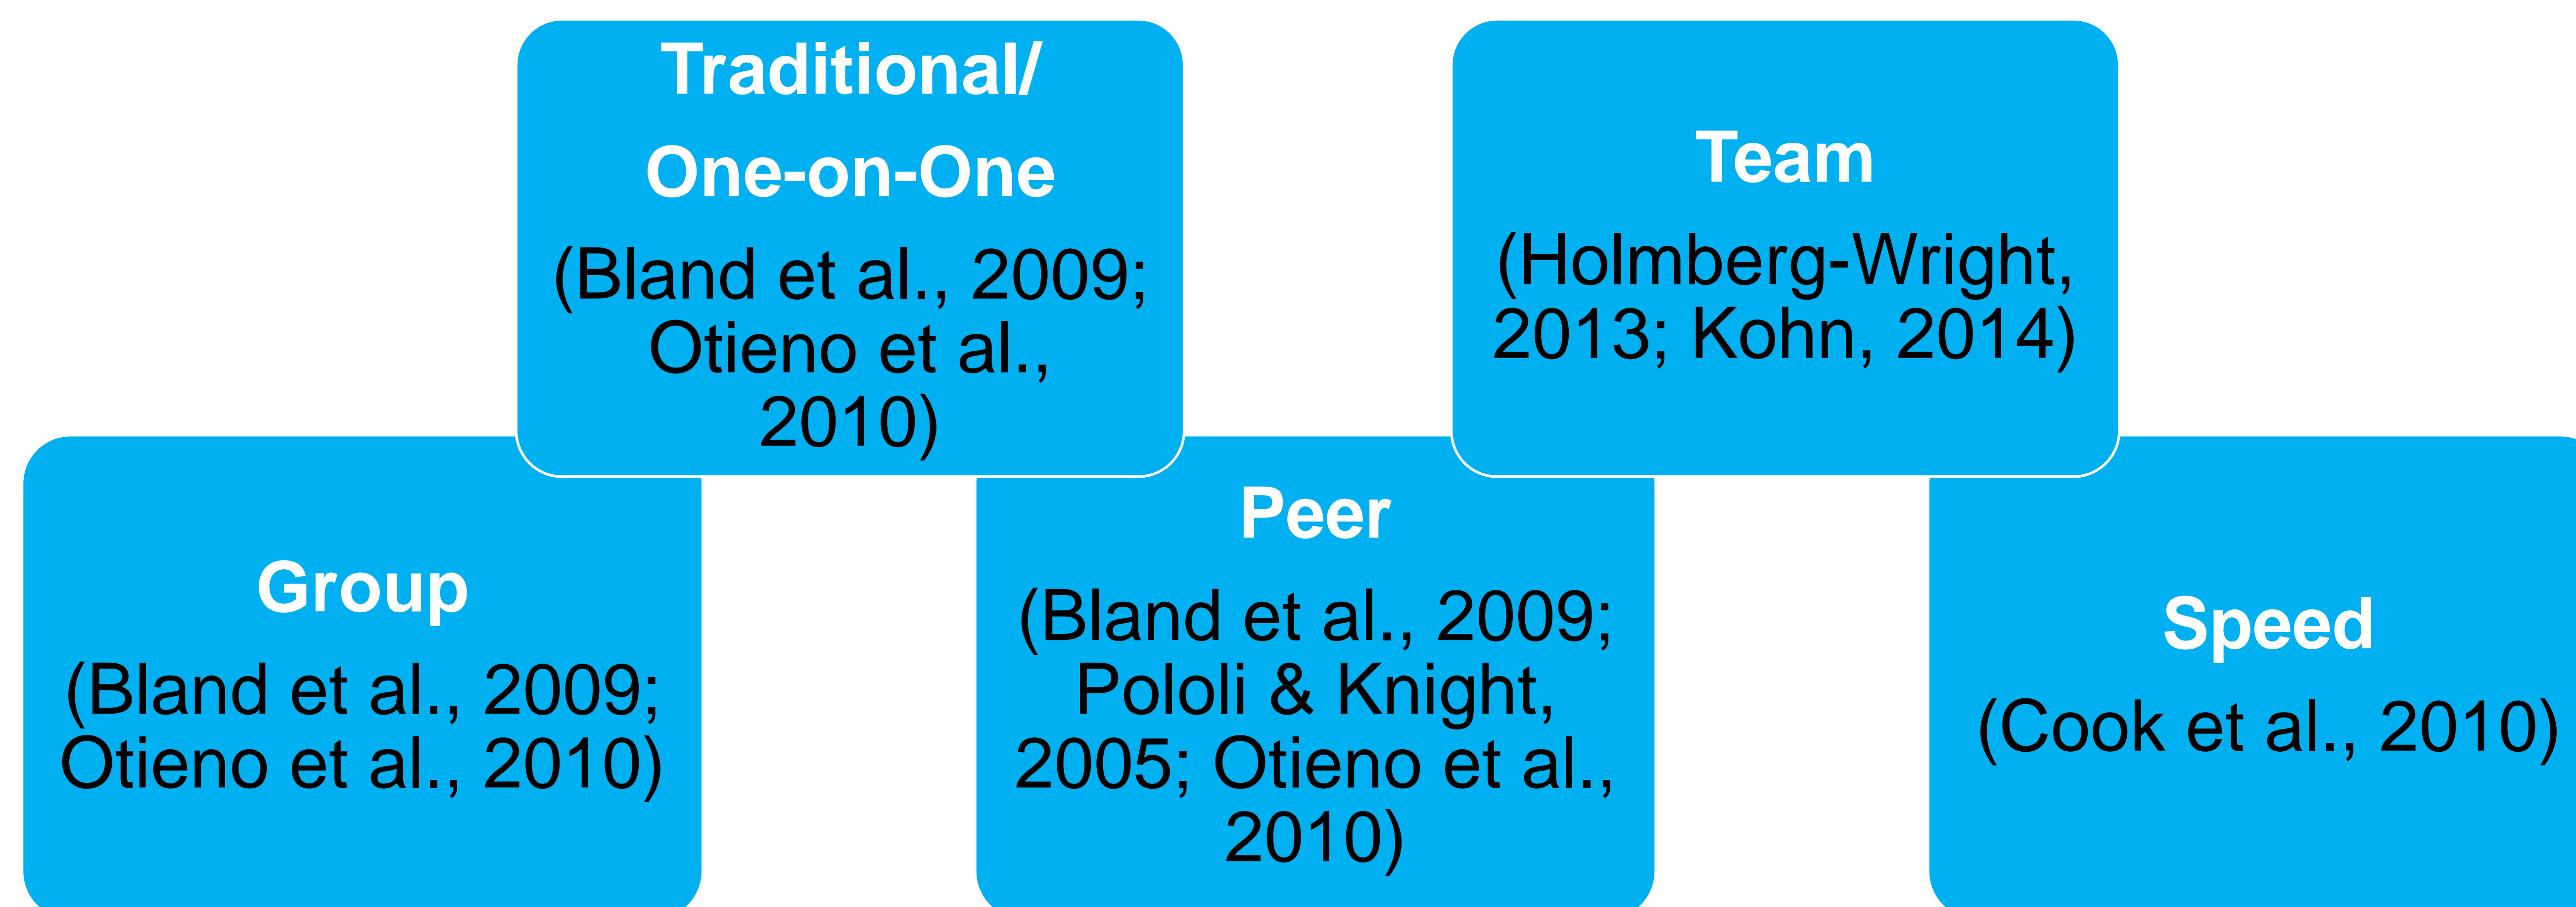 Traditional/
One-on-One
(Bland et al., 2009;
Otieno et al.,
2010)
Team
(Holmberg-Wright,
2013; Kohn, 2014)
Group
(Bland et al., 2009;
Otieno et al., 2010)
Peer
(Bland et al., 2009;
Pololi & Knight,
2005; Otieno et al.,
2010)
Speed
(Cook et al., 2010)